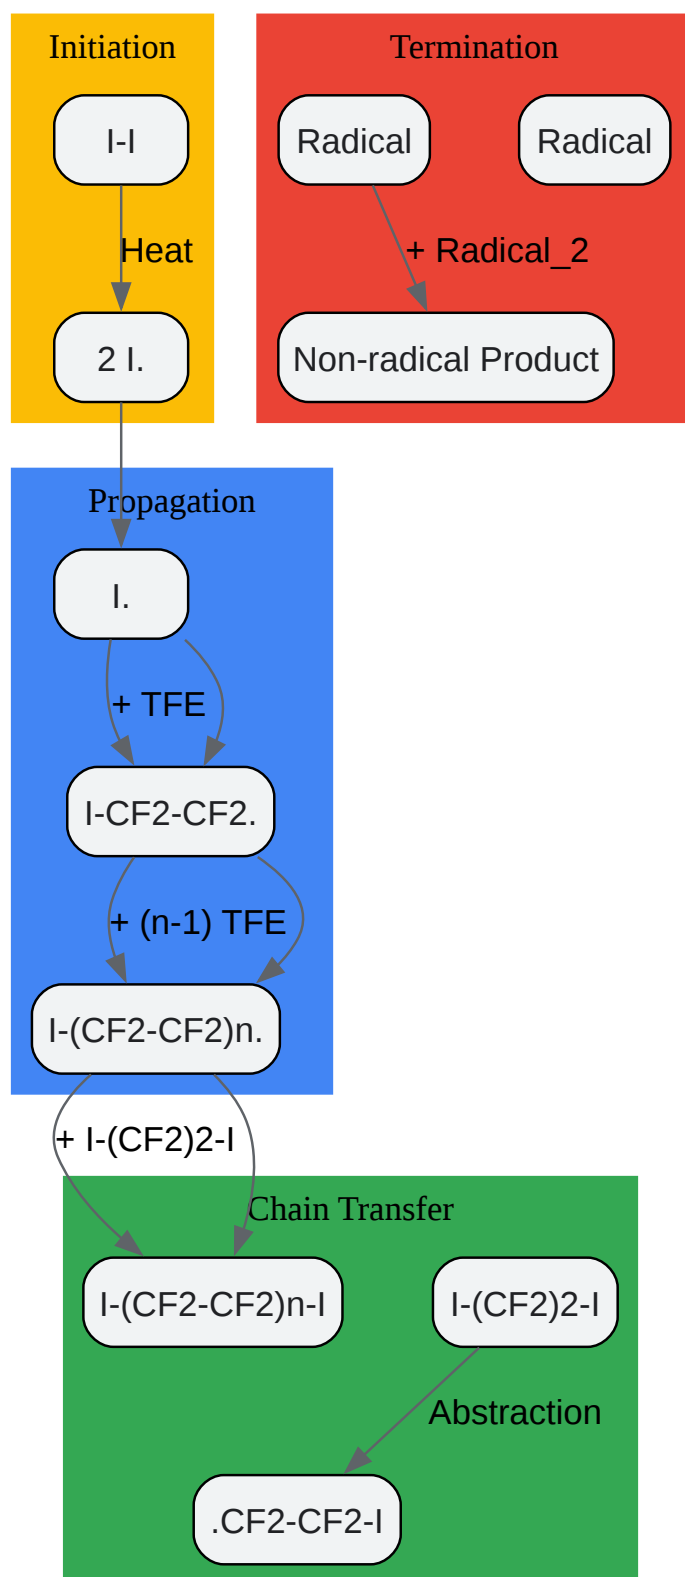 Initiation
I-I
Heat
2 I.
Termination
Radical
Radical
+ Radical_2
Non-radical Product
Propagation
I.
+ TFE
I-CF2-CF2.
+ (n-1) TFE
I-(CF2-CF2)n.
+ I-(CF2)2-I
Chain Transfer
I-(CF2-CF2)n-I
I-(CF2)2-I
Abstraction
.CF2-CF2-I